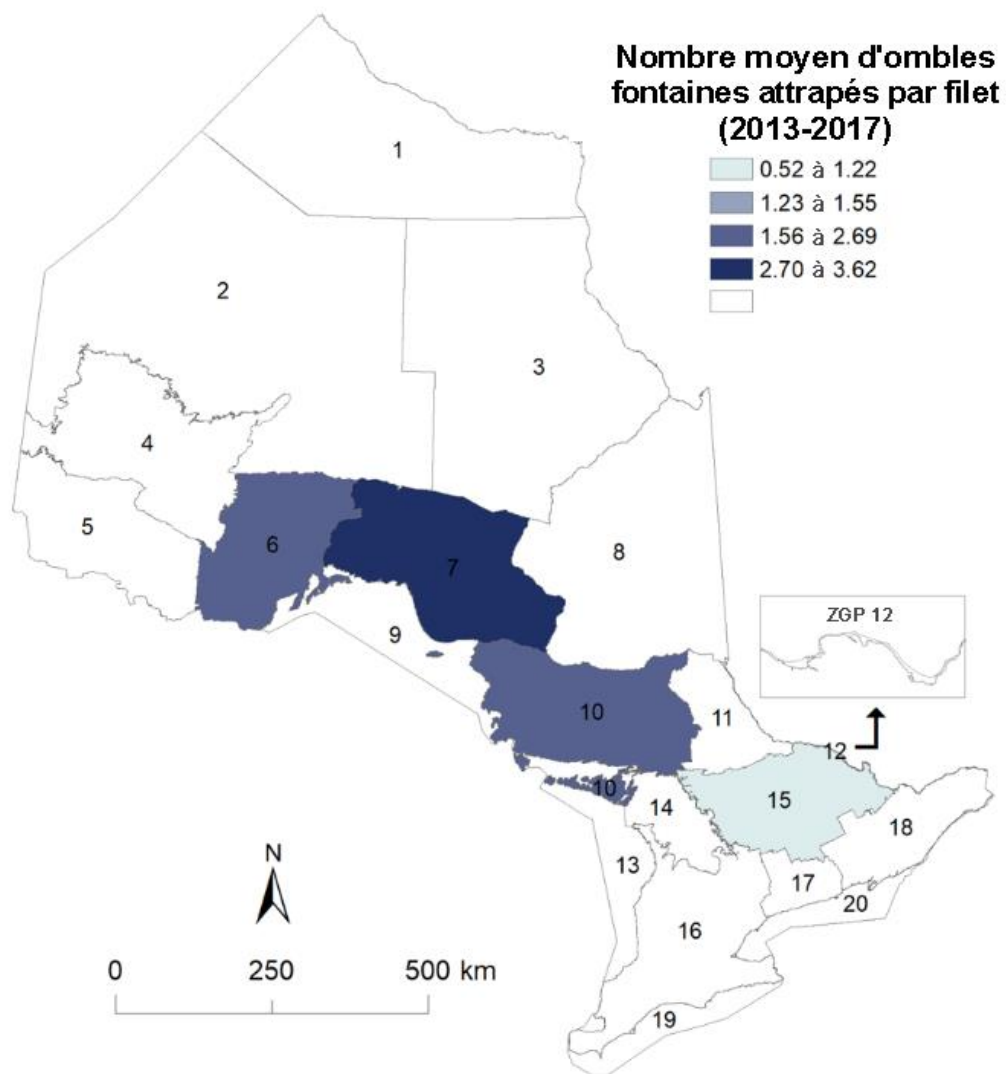 Nombre moyen d'ombles
fontaines attrapés par filet
(2013-2017)
0.52 à 1.22
1.23 à 1.55
1.56 à 2.69
2.70 à 3.62
1
2
3
4
5
6
7
8
9
ZGP 12
10
11
12
10
15
14
18
13
17
20
16
19
N
0 250 500 km